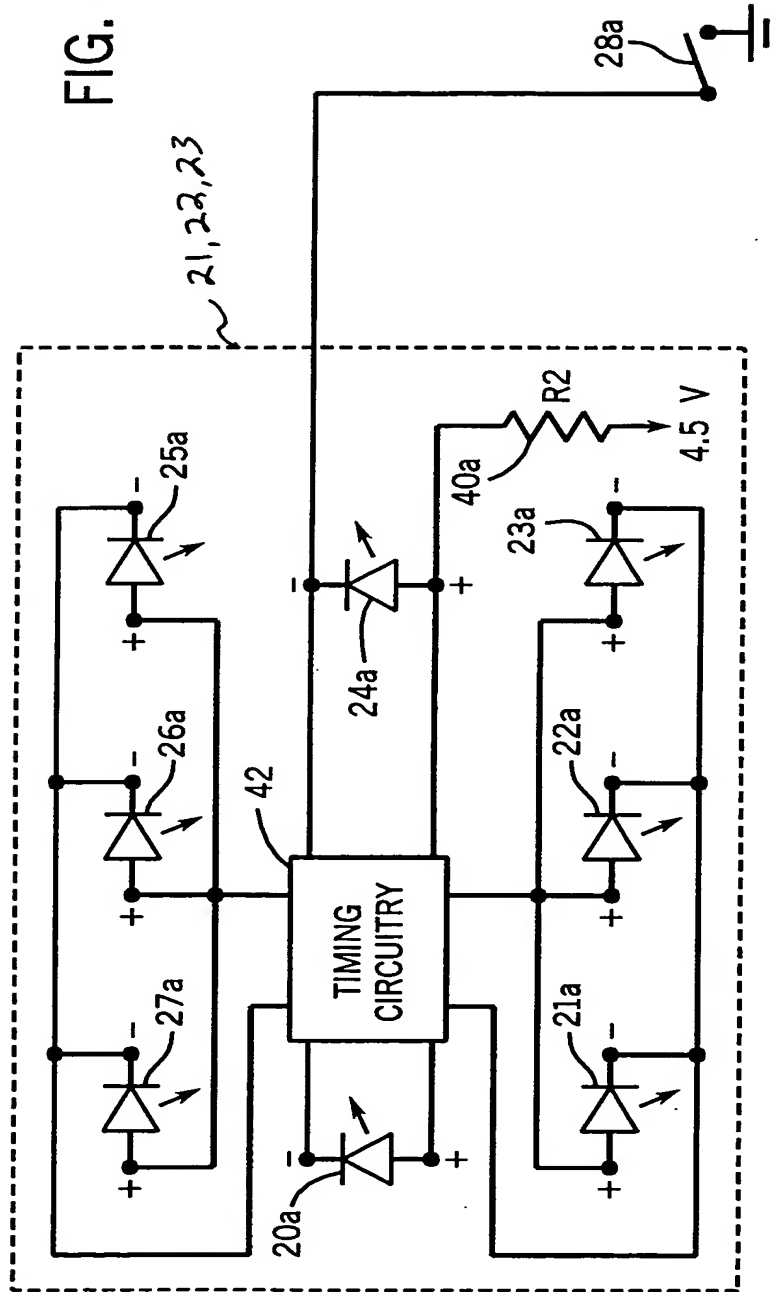 FIG.
21, 22, 23
27a
26a
25a
-
-
-
+
+
+
42
TIMING
CIRCUITRY
-
+
20a
-
+
24a
28a
R2
40a
4.5 V
21a
22a
23a
-
-
-
+
+
+